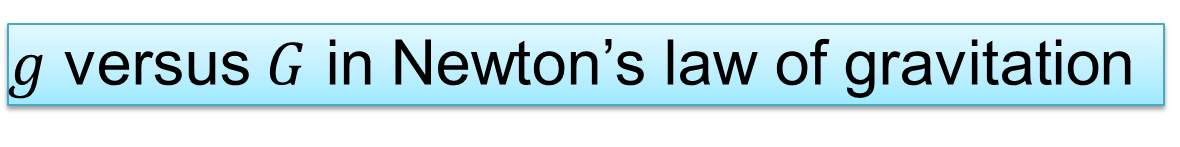 g versus G in Newton’s law of gravitation